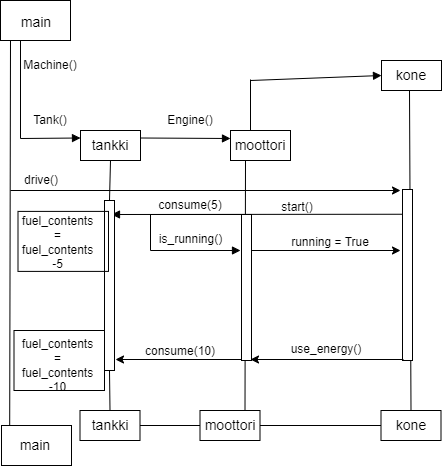 main
Machine()
kone
Tank()
Engine()
tankki
moottori
drive()
consume(5)
start()
fuel_contents
=
fuel_contents
-5
is_running()
running = True
fuel_contents
=
fuel_contents
-10
consume(10)
use_energy()
tankki
moottori
kone
main